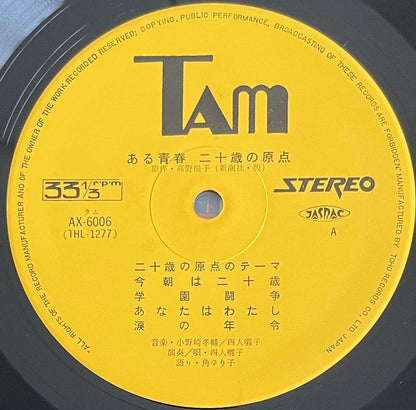 "ALL RIGHTS OF THE RECORD MANUFACTURER AND OF THE OWNER OF THE WORK RECORDED RESERVED; COPYING, PUBLIC PERFORMANCE, BROADCASTING OF THESE RECORDS ARE FORBIDDEN" MANUFACTURED BY TOHO RECORDS CO., LTD. JAPAN
TAM
ある青春 二十歳の原点
原作・高野悦子(新潮社・版)
33 1/3 r·p·m
STEREO
タム
AX-6006
(THL-1277)
JASRAC
A
二十歳の原点のテーマ
今朝は二十歳
学園闘争
あなたはわたし
涙の年令
音楽・小野崎孝輔/四人囃子
演奏/唄・四人囃子
語り・角ゆり子